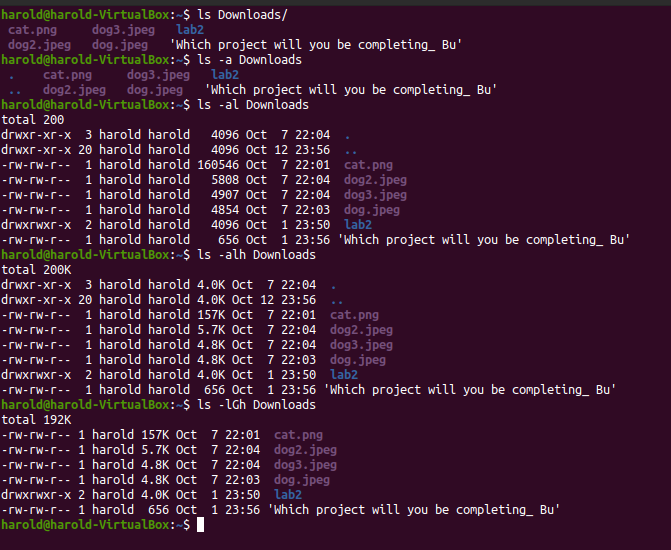 harold@harold-VirtualBox:~$ ls Downloads/
 cat.png     dog3.jpeg   lab2
 dog2.jpeg   dog.jpeg   'Which project will you be completing_ Bu'
harold@harold-VirtualBox:~$ ls -a Downloads
 .    cat.png     dog3.jpeg   lab2
 ..   dog2.jpeg   dog.jpeg   'Which project will you be completing_ Bu'
harold@harold-VirtualBox:~$ ls -al Downloads
total 200
drwxr-xr-x  3 harold harold   4096 Oct  7 22:04  .
drwxr-xr-x 20 harold harold   4096 Oct 12 23:56  ..
-rw-rw-r--  1 harold harold 160546 Oct  7 22:01  cat.png
-rw-rw-r--  1 harold harold   5808 Oct  7 22:04  dog2.jpeg
-rw-rw-r--  1 harold harold   4907 Oct  7 22:04  dog3.jpeg
-rw-rw-r--  1 harold harold   4854 Oct  7 22:03  dog.jpeg
drwxrwxr-x  2 harold harold   4096 Oct  1 23:50  lab2
-rw-rw-r--  1 harold harold    656 Oct  1 23:56 'Which project will you be completing_ Bu'
harold@harold-VirtualBox:~$ ls -alh Downloads
total 200K
drwxr-xr-x  3 harold harold 4.0K Oct  7 22:04  .
drwxr-xr-x 20 harold harold 4.0K Oct 12 23:56  ..
-rw-rw-r--  1 harold harold 157K Oct  7 22:01  cat.png
-rw-rw-r--  1 harold harold 5.7K Oct  7 22:04  dog2.jpeg
-rw-rw-r--  1 harold harold 4.8K Oct  7 22:04  dog3.jpeg
-rw-rw-r--  1 harold harold 4.8K Oct  7 22:03  dog.jpeg
drwxrwxr-x  2 harold harold 4.0K Oct  1 23:50  lab2
-rw-rw-r--  1 harold harold  656 Oct  1 23:56 'Which project will you be completing_ Bu'
harold@harold-VirtualBox:~$ ls -lGh Downloads
total 192K
-rw-rw-r-- 1 harold 157K Oct  7 22:01  cat.png
-rw-rw-r-- 1 harold 5.7K Oct  7 22:04  dog2.jpeg
-rw-rw-r-- 1 harold 4.8K Oct  7 22:04  dog3.jpeg
-rw-rw-r-- 1 harold 4.8K Oct  7 22:03  dog.jpeg
drwxrwxr-x 2 harold 4.0K Oct  1 23:50  lab2
-rw-rw-r-- 1 harold  656 Oct  1 23:56 'Which project will you be completing_ Bu'
harold@harold-VirtualBox:~$